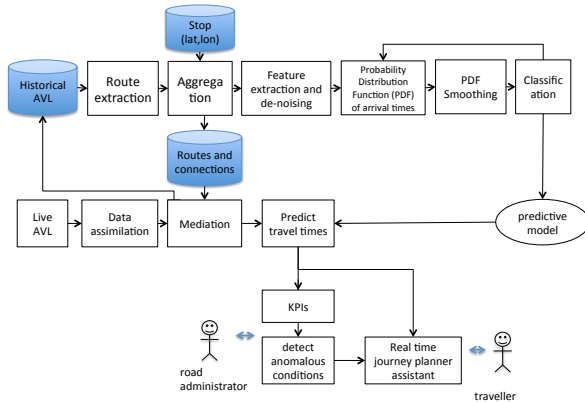 Stop
(lat,lon)
Historical
AVL
Route
extraction
Aggrega
tion
Feature
extraction and
de-noising
Probability
Distribution
Function (PDF)
of arrival times
PDF
Smoothing
Classific
ation
Routes and
connections
Live
AVL
Data
assimilation
Mediation
Predict
travel times
predictive
model
KPIs
road
administrator
detect
anomalous
conditions
Real time
journey planner
assistant
traveller